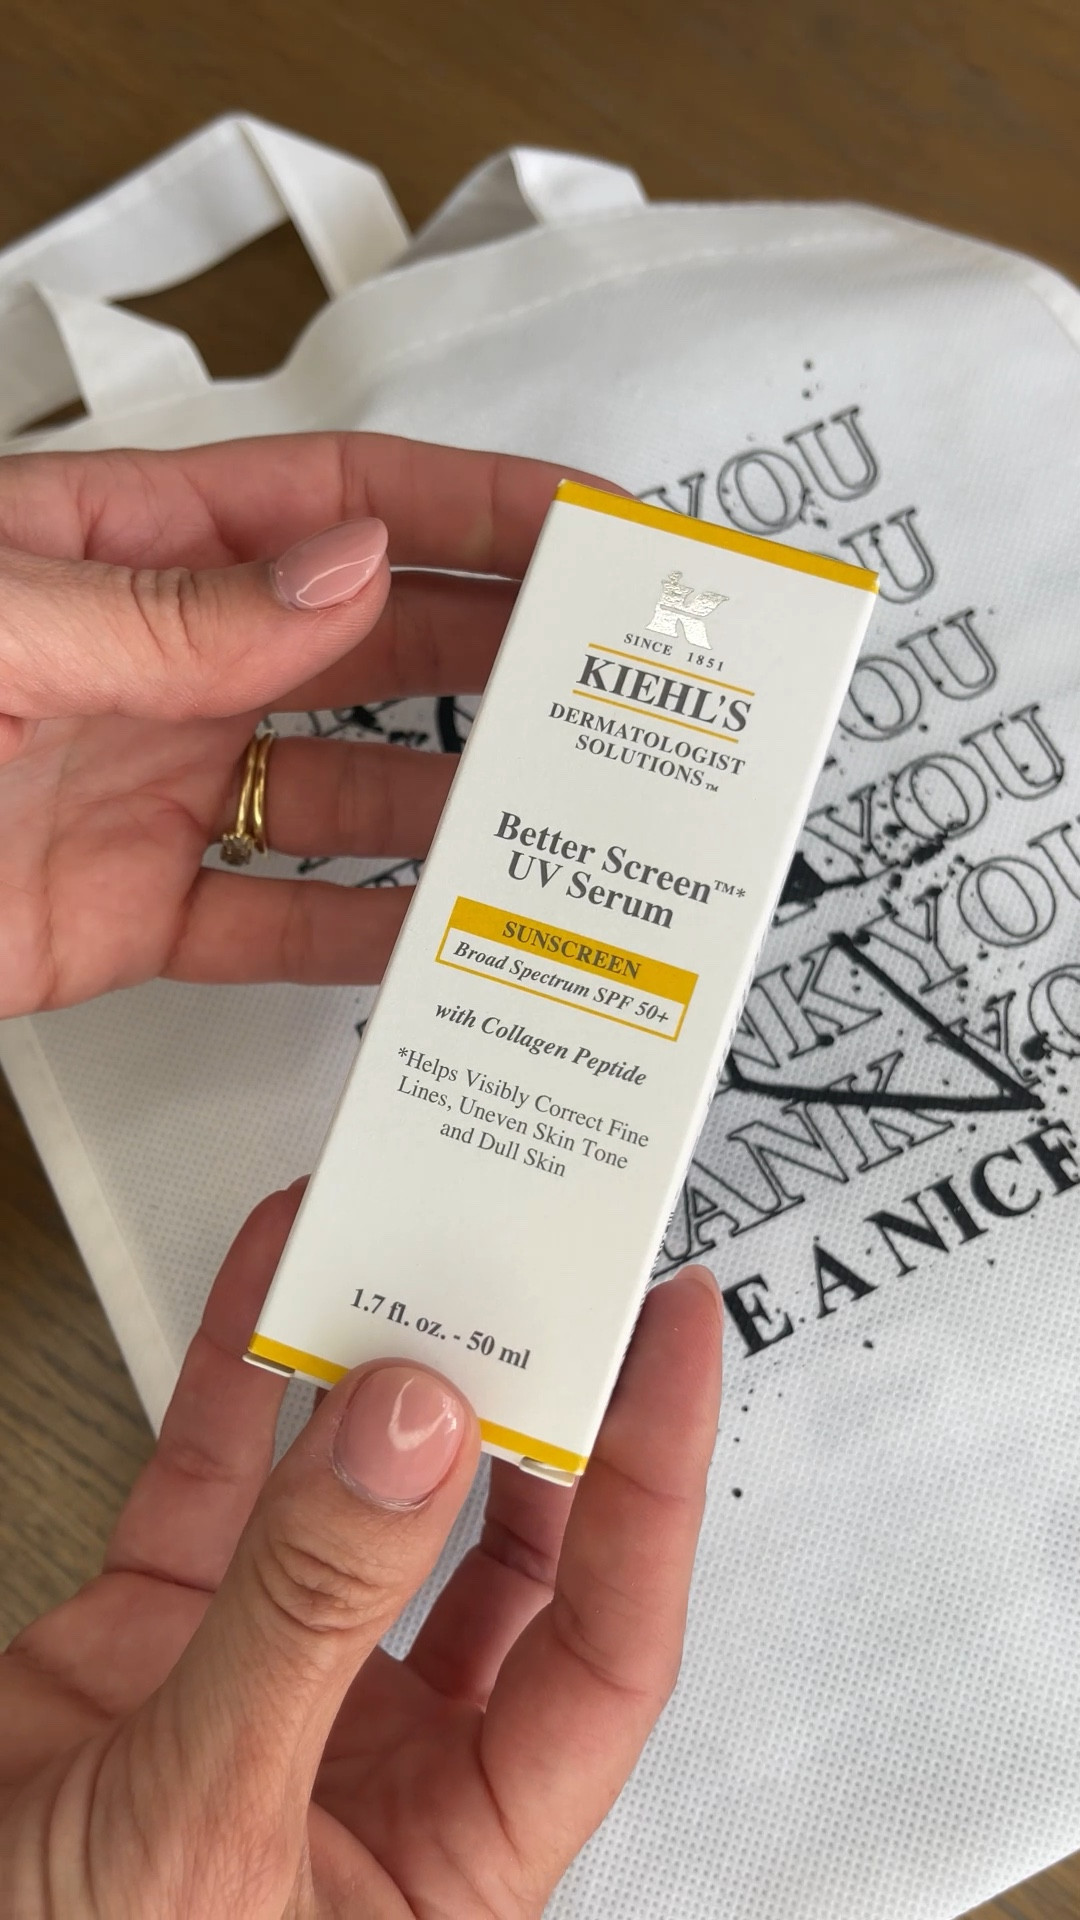 SINCE 1851
KIEHL'S
DERMATOLOGIST
SOLUTIONS™
Better Screen™*
UV Serum
SUNSCREEN
Broad Spectrum SPF 50+
with Collagen Peptide
*Helps Visibly Correct Fine
Lines, Uneven Skin Tone
and Dull Skin
1.7 fl. oz. - 50 ml
YOU
YOU
YOU
YOU
A NICE